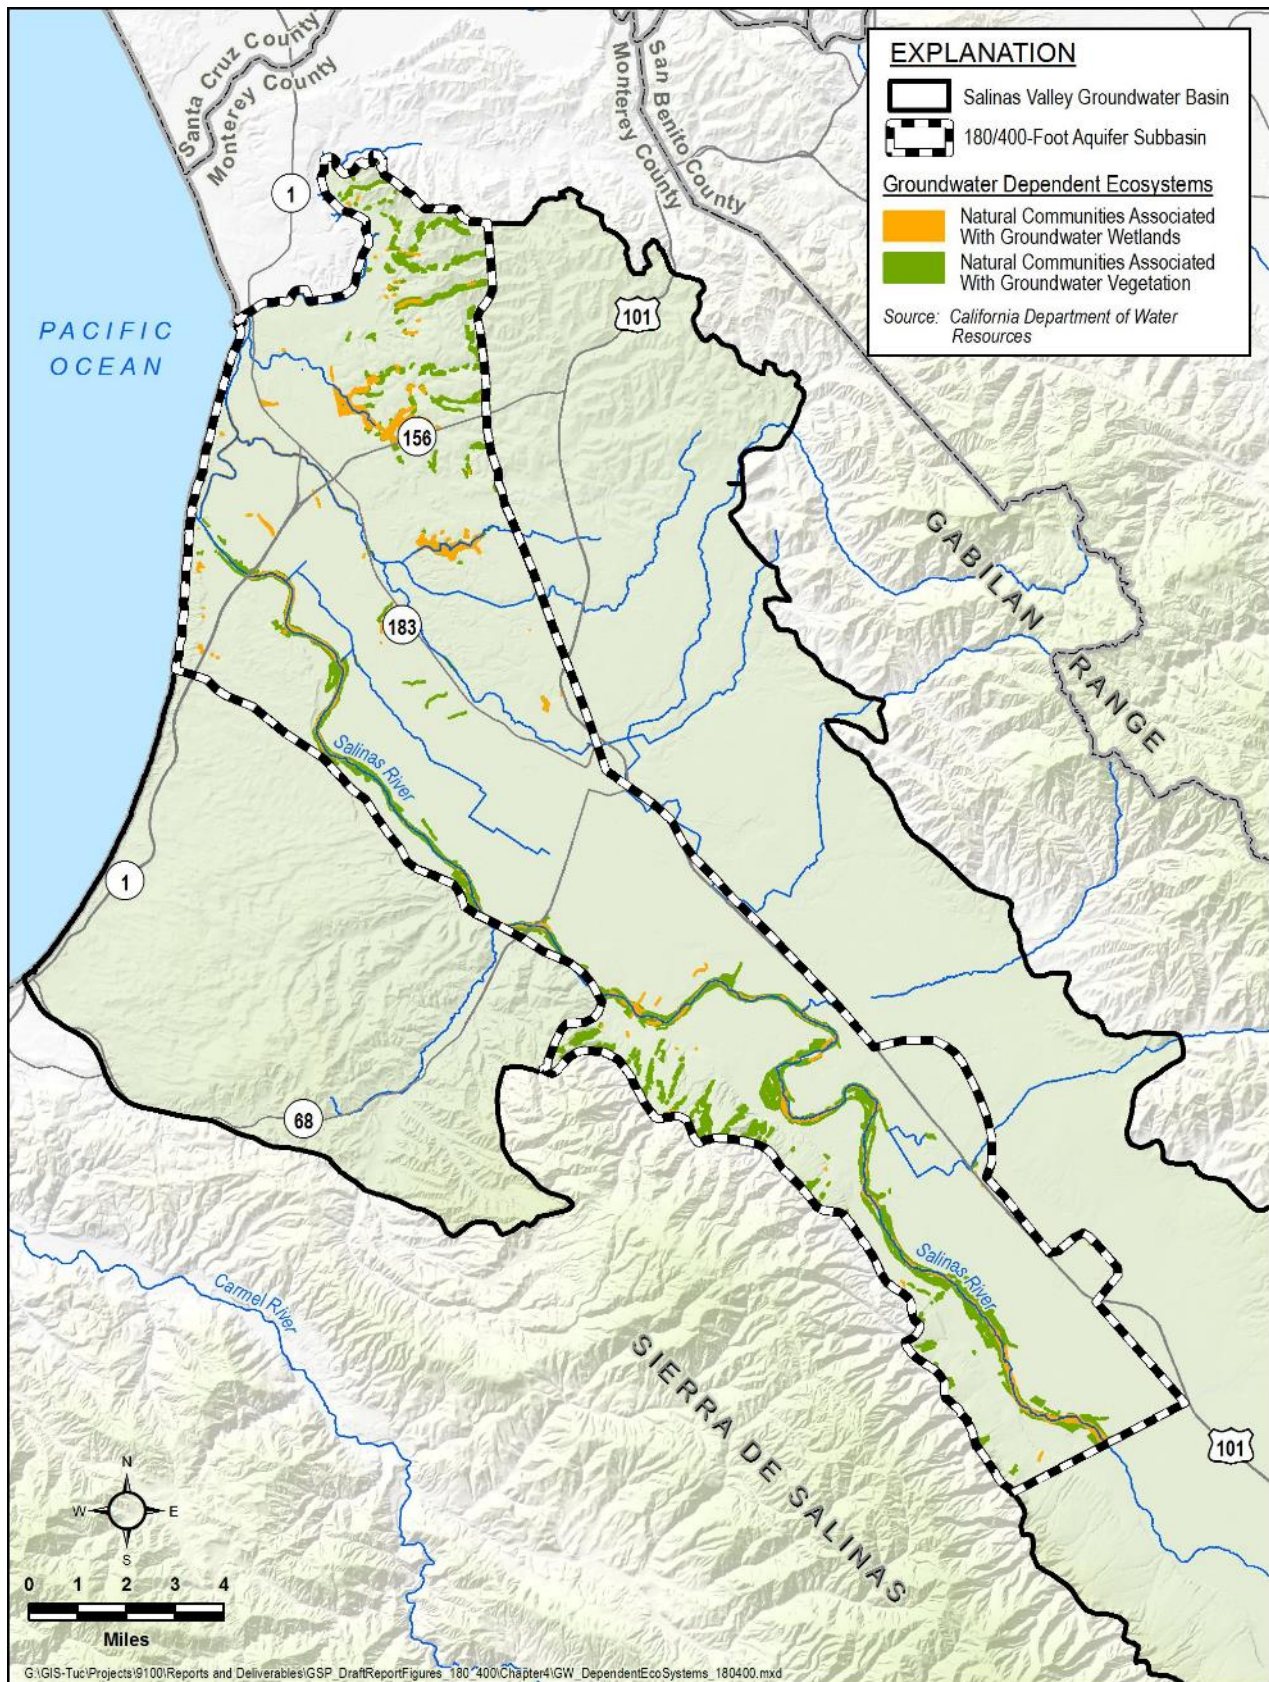 EXPLANATION
Salinas Valley Groundwater Basin
180/400-Foot Aquifer Subbasin
Groundwater Dependent Ecosystems
Natural Communities Associated
With Groundwater Wetlands
Natural Communities Associated
With Groundwater Vegetation
Source: California Department of Water
Resources
Santa Cruz County
Monterey County
San Benito County
Monterey County
1
101
PACIFIC
OCEAN
156
GABILAN
RANGE
183
Salinas River
1
68
Salinas River
Carmel River
SIERRA DE SALINAS
101
N
W
E
S
0 1 2 3 4
Miles
G:\GIS-Tuc\Projects\9100\Reports and Deliverables\GSP_DraftReportFigures_180_400\Chapter4\GW_DependentEcoSystems_180400.mxd